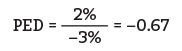 PED = 2% / –3% = –0.67